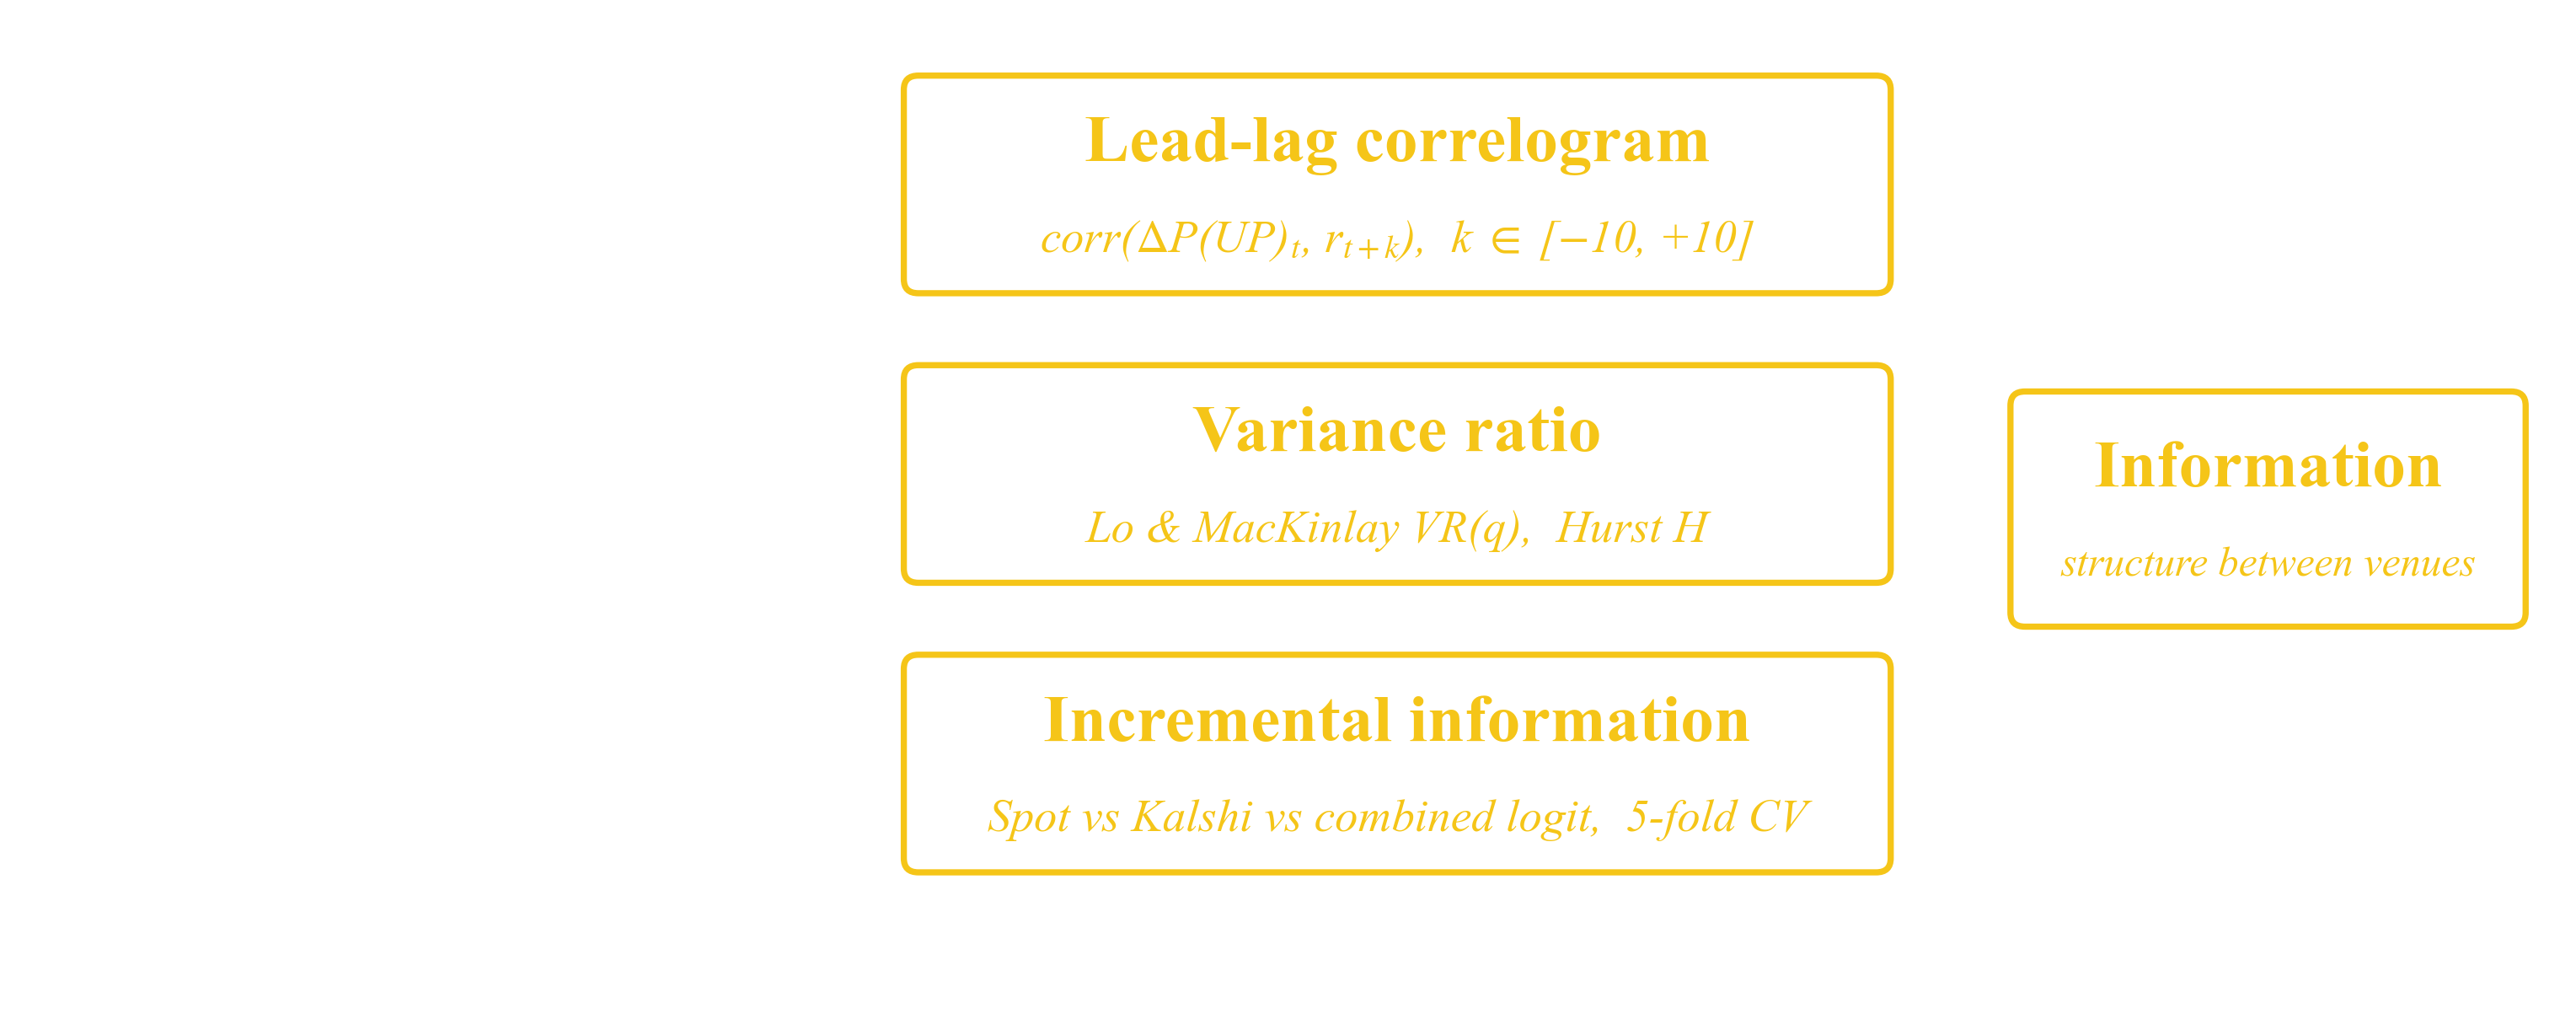 Lead-lag correlogram
corr(ΔP(UP)ₜ, rₜ₊ₖ), k ∈ [−10, +10]
Variance ratio
Lo & MacKinlay VR(q), Hurst H
Incremental information
Spot vs Kalshi vs combined logit, 5-fold CV
Information
structure between venues